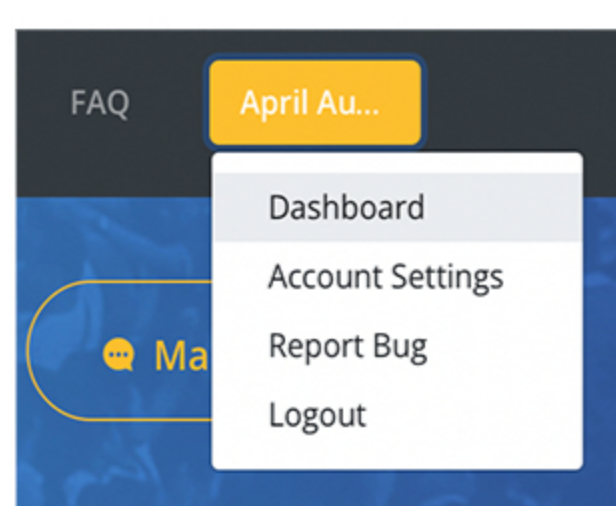 FAQ
April Au...
Dashboard
Account Settings
Report Bug
Ma
Logout